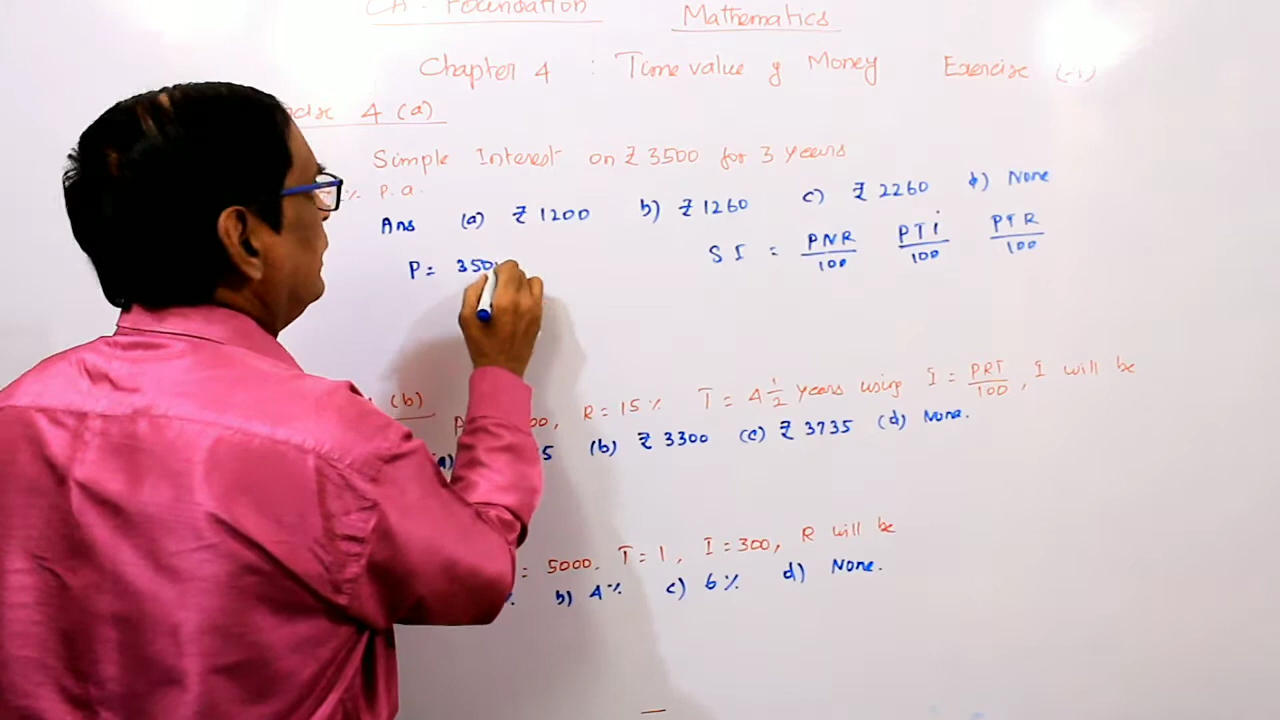 CA - Foundation Mathematics
Chapter 4 : Time value of Money Exercise
4 (a)
Simple Interest on ₹ 3500 for 3 years
% P.a.
Ans (a) ₹ 1200 b) ₹ 1260 c) ₹ 2260 d) None
P = 350 S I = PNR/100 PTi/100 PTR/100
(b) R = 15% T = 4 1/2 years using I = PRT/100, I will be
(b) ₹ 3300 (c) ₹ 3735 (d) None.
= 5000. T = 1, I = 300, R will be
b) 4% c) 6% d) None.